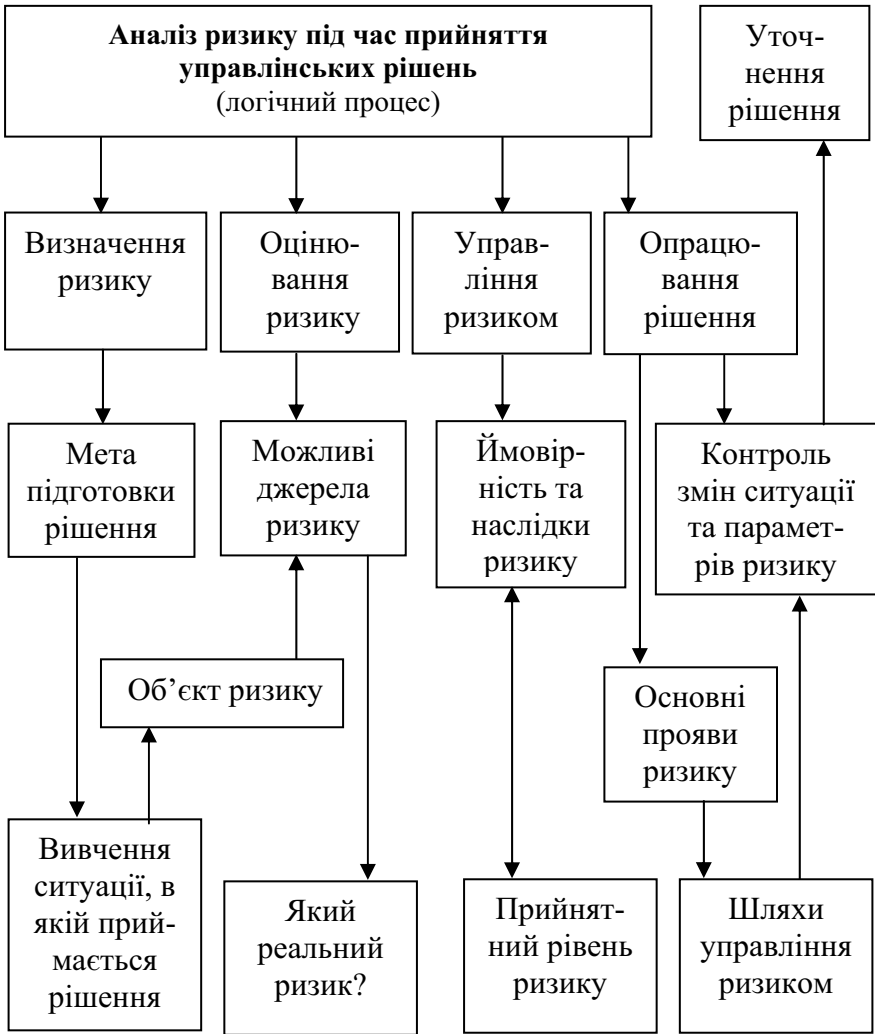 Аналіз ризику під час прийняття
управлінських рішень
(логічний процес)
Уточ-
нення
рішення
Визначення
ризику
Оціню-
вання
ризику
Управ-
ління
ризиком
Опрацю-
вання
рішення
Мета
підготовки
рішення
Можливі
джерела
ризику
Ймовір-
ність та
наслідки
ризику
Контроль
змін ситуації
та парамет-
рів ризику
Об’єкт ризику
Основні
прояви
ризику
Вивчення
ситуації, в
якій прий-
мається
рішення
Який
реальний
ризик?
Прийнят-
ний рівень
ризику
Шляхи
управління
ризиком